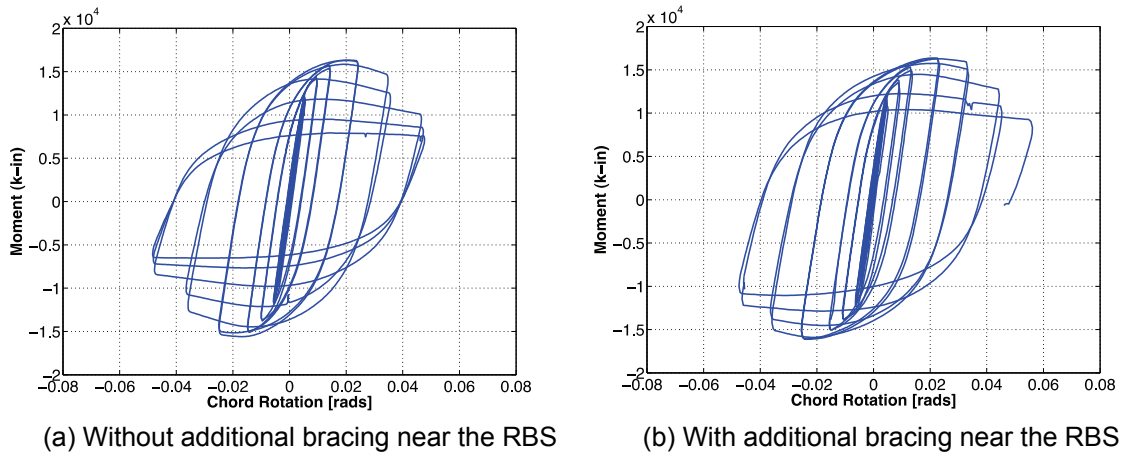 x 10⁴
2
1.5
1
0.5
0
−0.5
−1
−1.5
−2
−0.08 −0.06 −0.04 −0.02 0 0.02 0.04 0.06 0.08
Moment (k−in)
Chord Rotation [rads]
(a) Without additional bracing near the RBS
x 10⁴
2
1.5
1
0.5
0
−0.5
−1
−1.5
−2
−0.08 −0.06 −0.04 −0.02 0 0.02 0.04 0.06 0.08
Moment (k−in)
Chord Rotation [rads]
(b) With additional bracing near the RBS